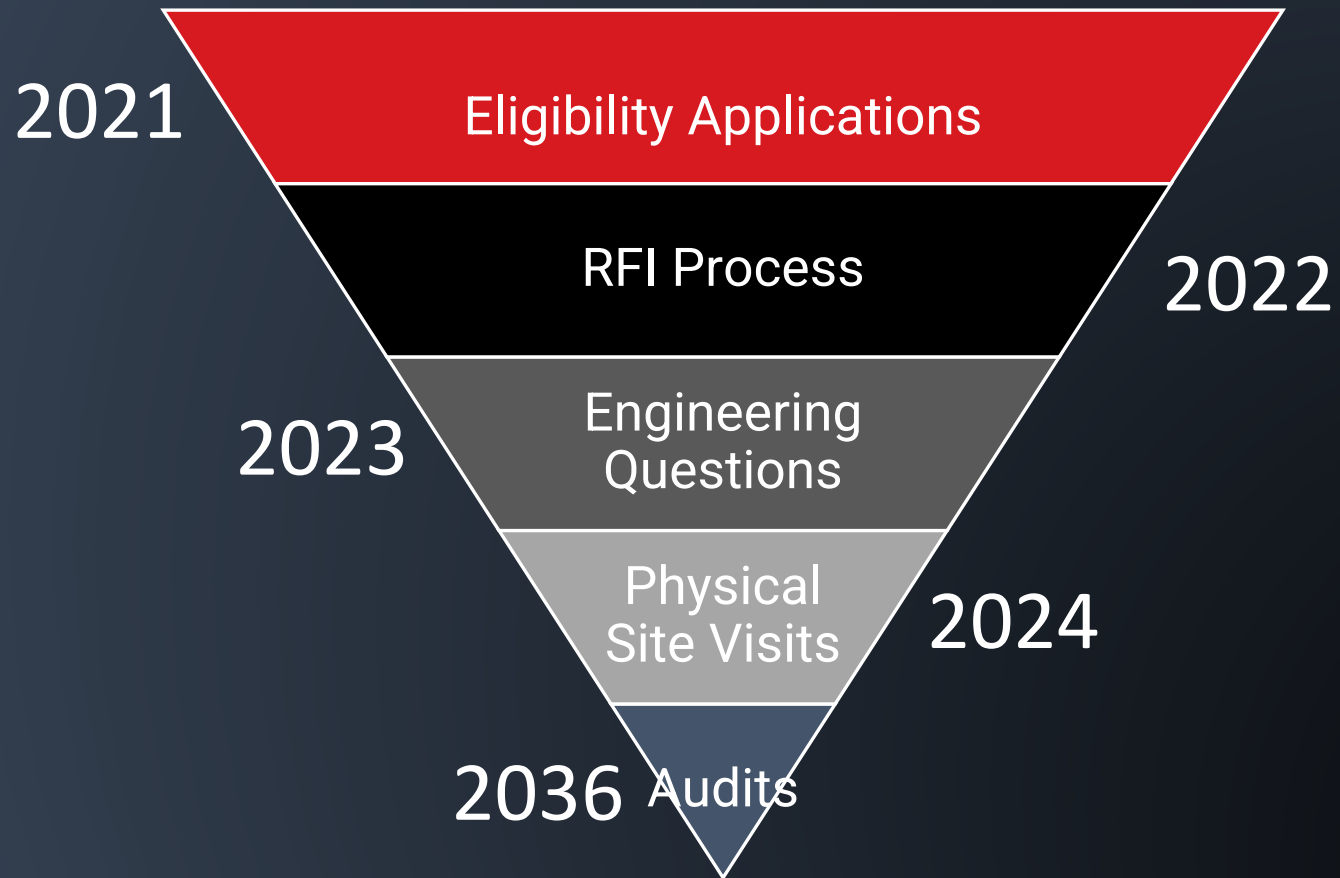 2021
Eligibility Applications
RFI Process
2022
2023
Engineering
Questions
Physical
Site Visits
2024
2036
Audits